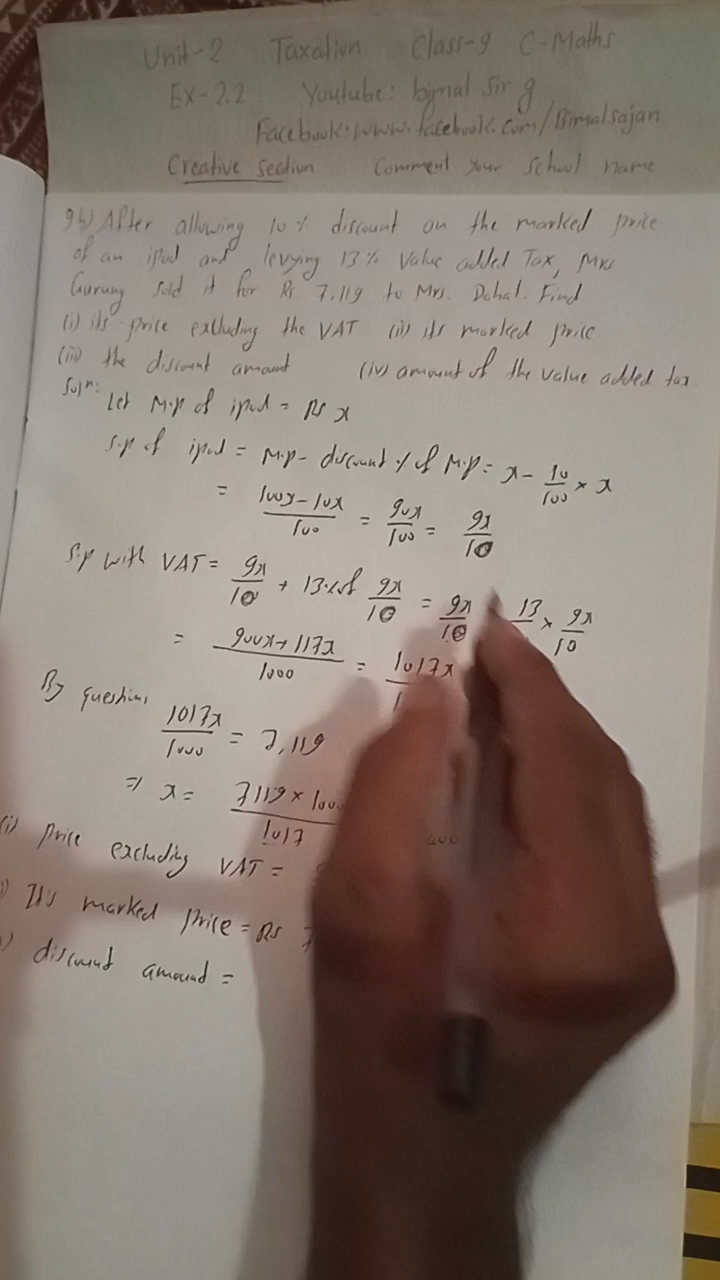 Unit-2 Taxation Class-9 C-Maths
Ex-2.2 Youtube: bimal sir g
Facebook:www.facebook.com/Bimalsajan
Creative section Comment your school name
9b) After allowing 10% discount on the marked price
of an ipod and levying 13% Value added Tax, Mrs
Gurung sold it for Rs 7,119 to Mrs. Dahal. Find
(i) its price excluding the VAT (ii) its marked price
(iii) the discount amount (iv) amount of the value added tax
Soln: Let M.P of ipod = Rs x
S.P of ipod = M.P - discount % of M.P = x - 10/100 × x
= 100x-10x/100 = 90x/100 = 9x/10
S.P with VAT = 9x/10 + 13% of 9x/10 = 9x/10 13 × 9x/10
= 900x+117x/1000 = 1017x
By question,
1017x/1000 = 7,119
⇒ x = 7119×1000/1017
(i) Price excluding VAT =
) It's marked price = Rs 7
) discount amount =